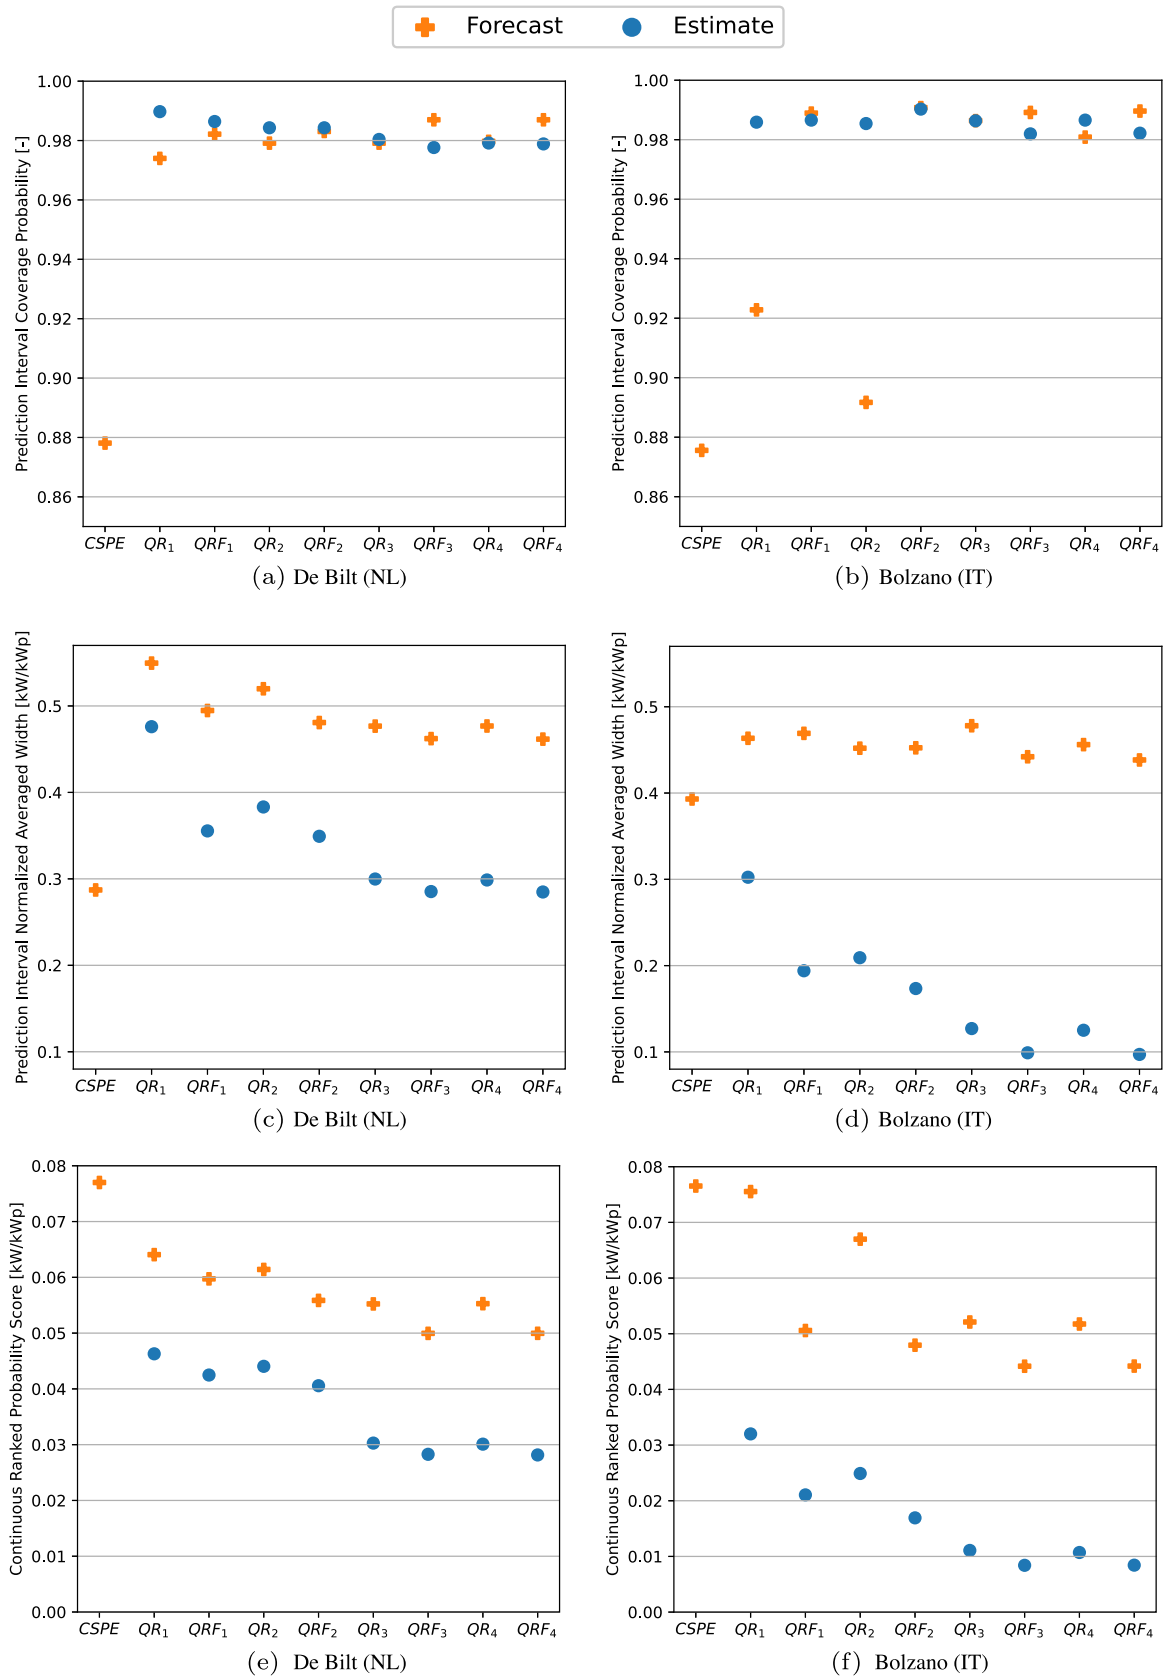 Forecast Estimate
Prediction Interval Coverage Probability [-]
1.00
0.98
0.96
0.94
0.92
0.90
0.88
0.86
CSPE QR1 QRF1 QR2 QRF2 QR3 QRF3 QR4 QRF4
(a) De Bilt (NL)
Prediction Interval Coverage Probability [-]
1.00
0.98
0.96
0.94
0.92
0.90
0.88
0.86
CSPE QR1 QRF1 QR2 QRF2 QR3 QRF3 QR4 QRF4
(b) Bolzano (IT)
Prediction Interval Normalized Averaged Width [kW/kWp]
0.5
0.4
0.3
0.2
0.1
CSPE QR1 QRF1 QR2 QRF2 QR3 QRF3 QR4 QRF4
(c) De Bilt (NL)
Prediction Interval Normalized Averaged Width [kW/kWp]
0.5
0.4
0.3
0.2
0.1
CSPE QR1 QRF1 QR2 QRF2 QR3 QRF3 QR4 QRF4
(d) Bolzano (IT)
Continuous Ranked Probability Score [kW/kWp]
0.08
0.07
0.06
0.05
0.04
0.03
0.02
0.01
0.00
CSPE QR1 QRF1 QR2 QRF2 QR3 QRF3 QR4 QRF4
(e) De Bilt (NL)
Continuous Ranked Probability Score [kW/kWp]
0.08
0.07
0.06
0.05
0.04
0.03
0.02
0.01
0.00
CSPE QR1 QRF1 QR2 QRF2 QR3 QRF3 QR4 QRF4
(f) Bolzano (IT)